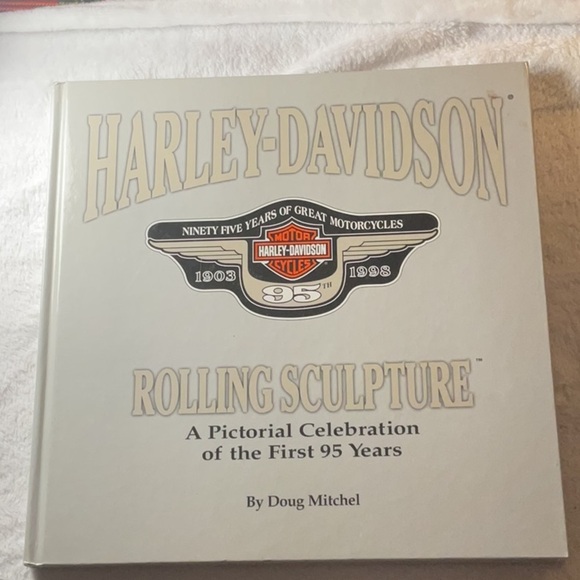 HARLEY-DAVIDSON®
NINETY FIVE YEARS OF GREAT MOTORCYCLES
MOTOR
HARLEY-DAVIDSON
CYCLES
1903 1998
95TH
ROLLING SCULPTURE™
A Pictorial Celebration
of the First 95 Years
By Doug Mitchel